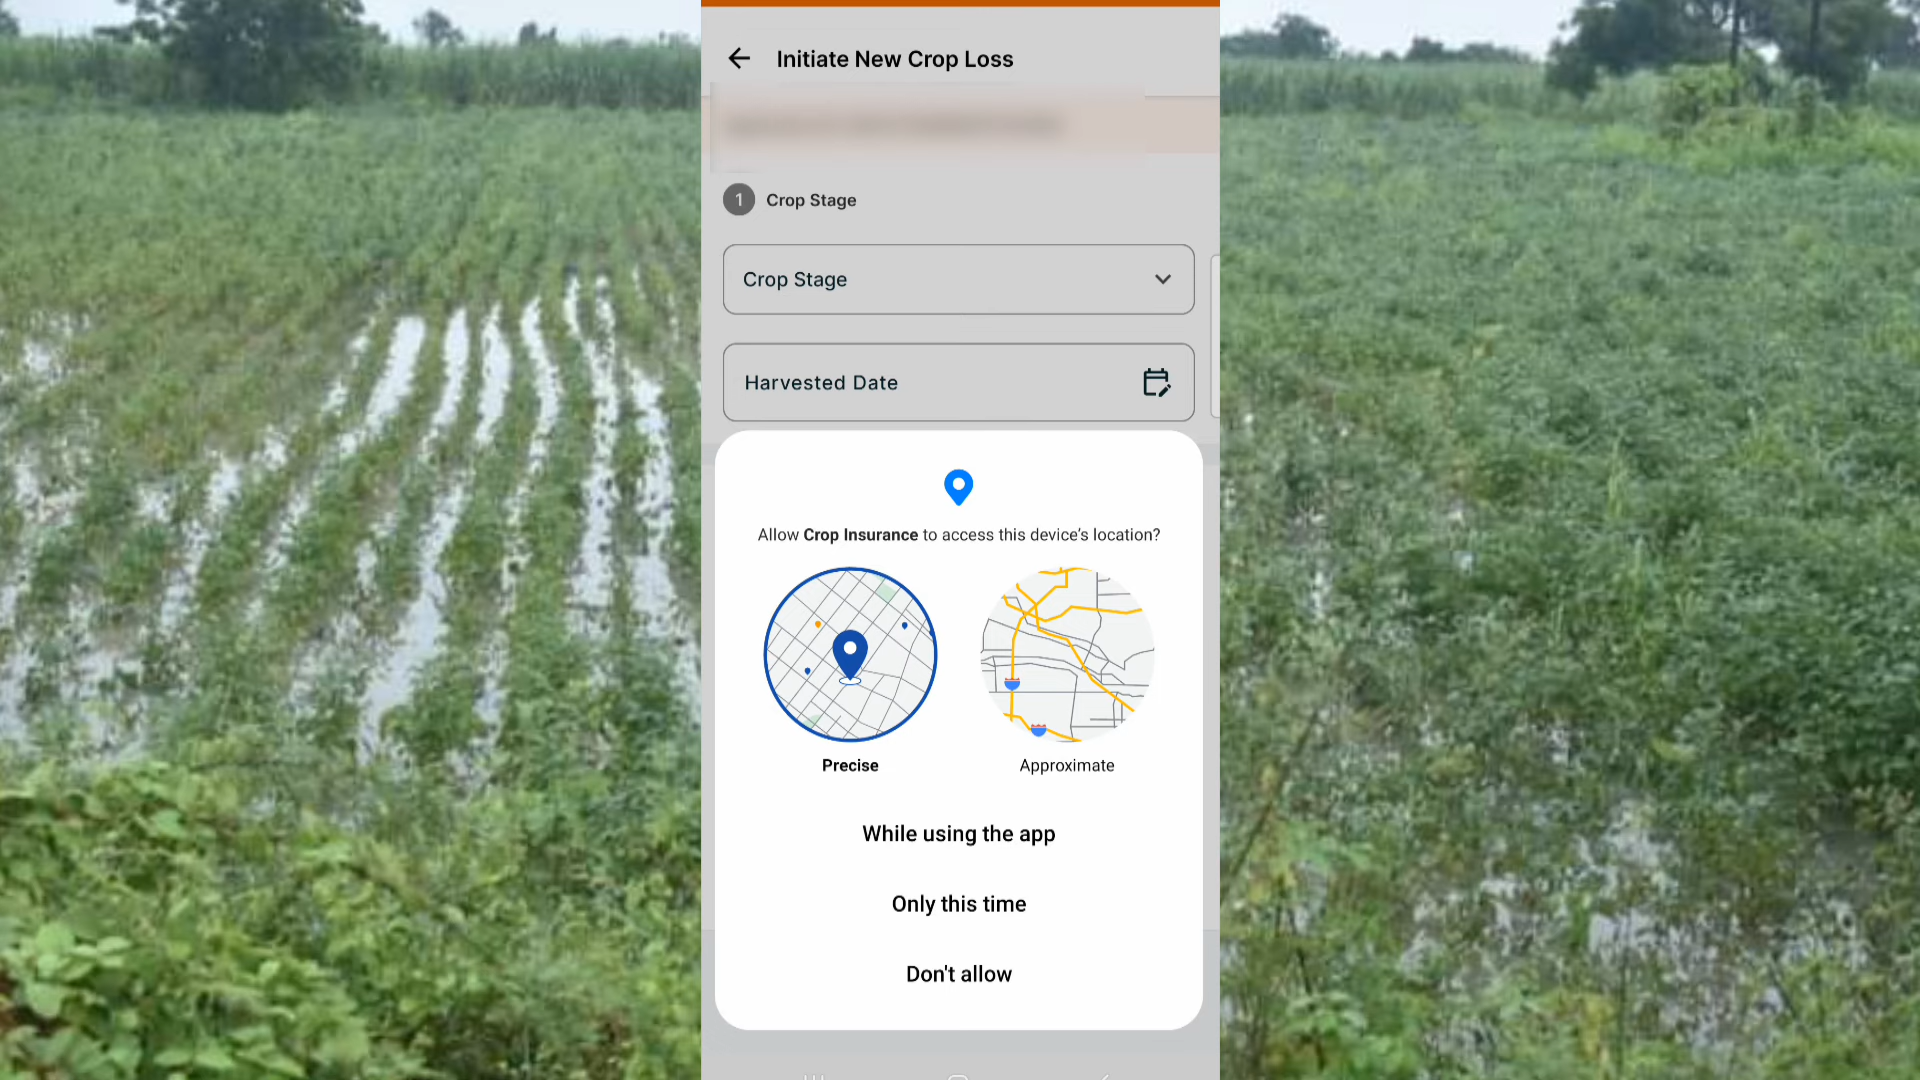 Initiate New Crop Loss
1 Crop Stage
Crop Stage
Harvested Date
Allow Crop Insurance to access this device's location?
Precise
Approximate
While using the app
Only this time
Don't allow